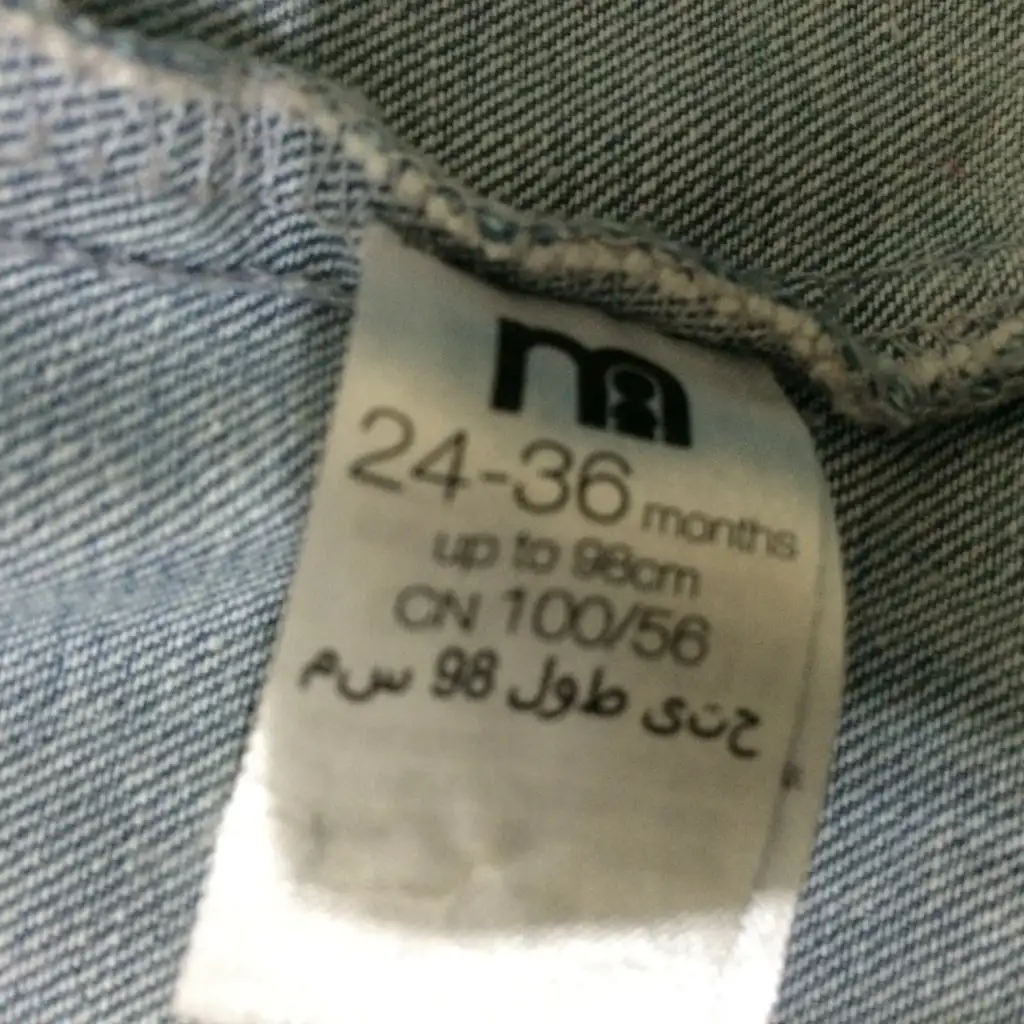 m
24-36 months
up to 98cm
CN 100/56
حتى طول 98 سم